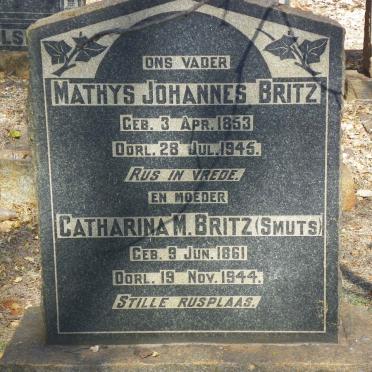 ONS VADER
MATHYS JOHANNES BRITZ
GEB. 3 APR. 1853
OORL. 28 JUL. 1945.
RUS IN VREDE.
EN MOEDER
CATHARINA M. BRITZ (SMUTS)
GEB. 9 JUN. 1861
OORL. 19 NOV. 1944.
STILLE RUSPLAAS.